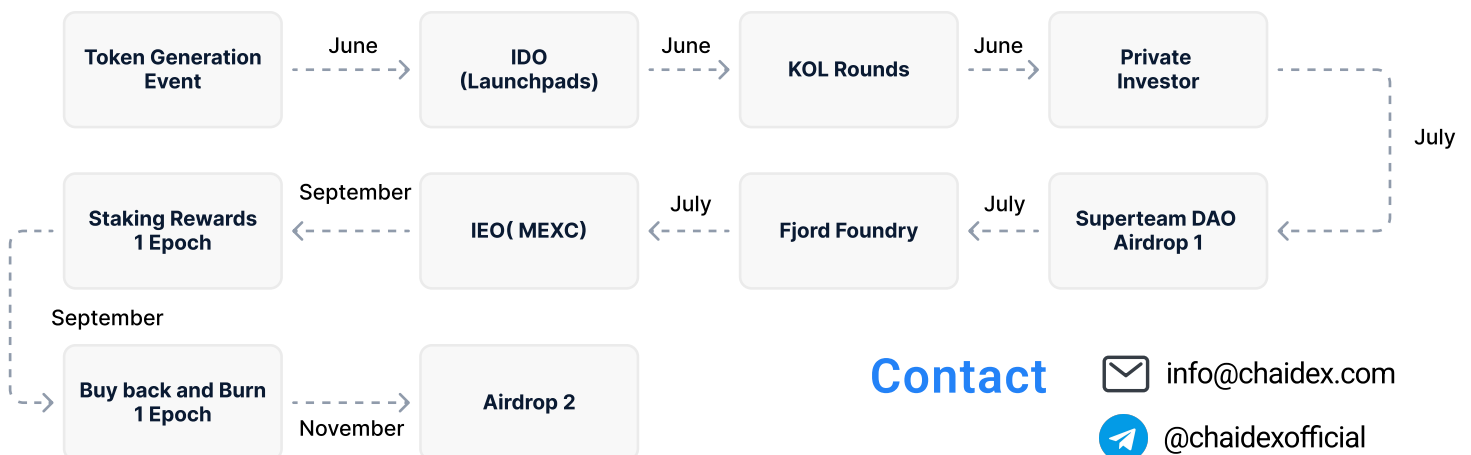 Token Generation
Event
June
IDO
(Launchpads)
June
KOL Rounds
June
Private
Investor
July
Superteam DAO
Airdrop 1
July
Fjord Foundry
July
IEO( MEXC)
September
Staking Rewards
1 Epoch
September
Buy back and Burn
1 Epoch
November
Airdrop 2
Contact
info@chaidex.com
@chaidexofficial